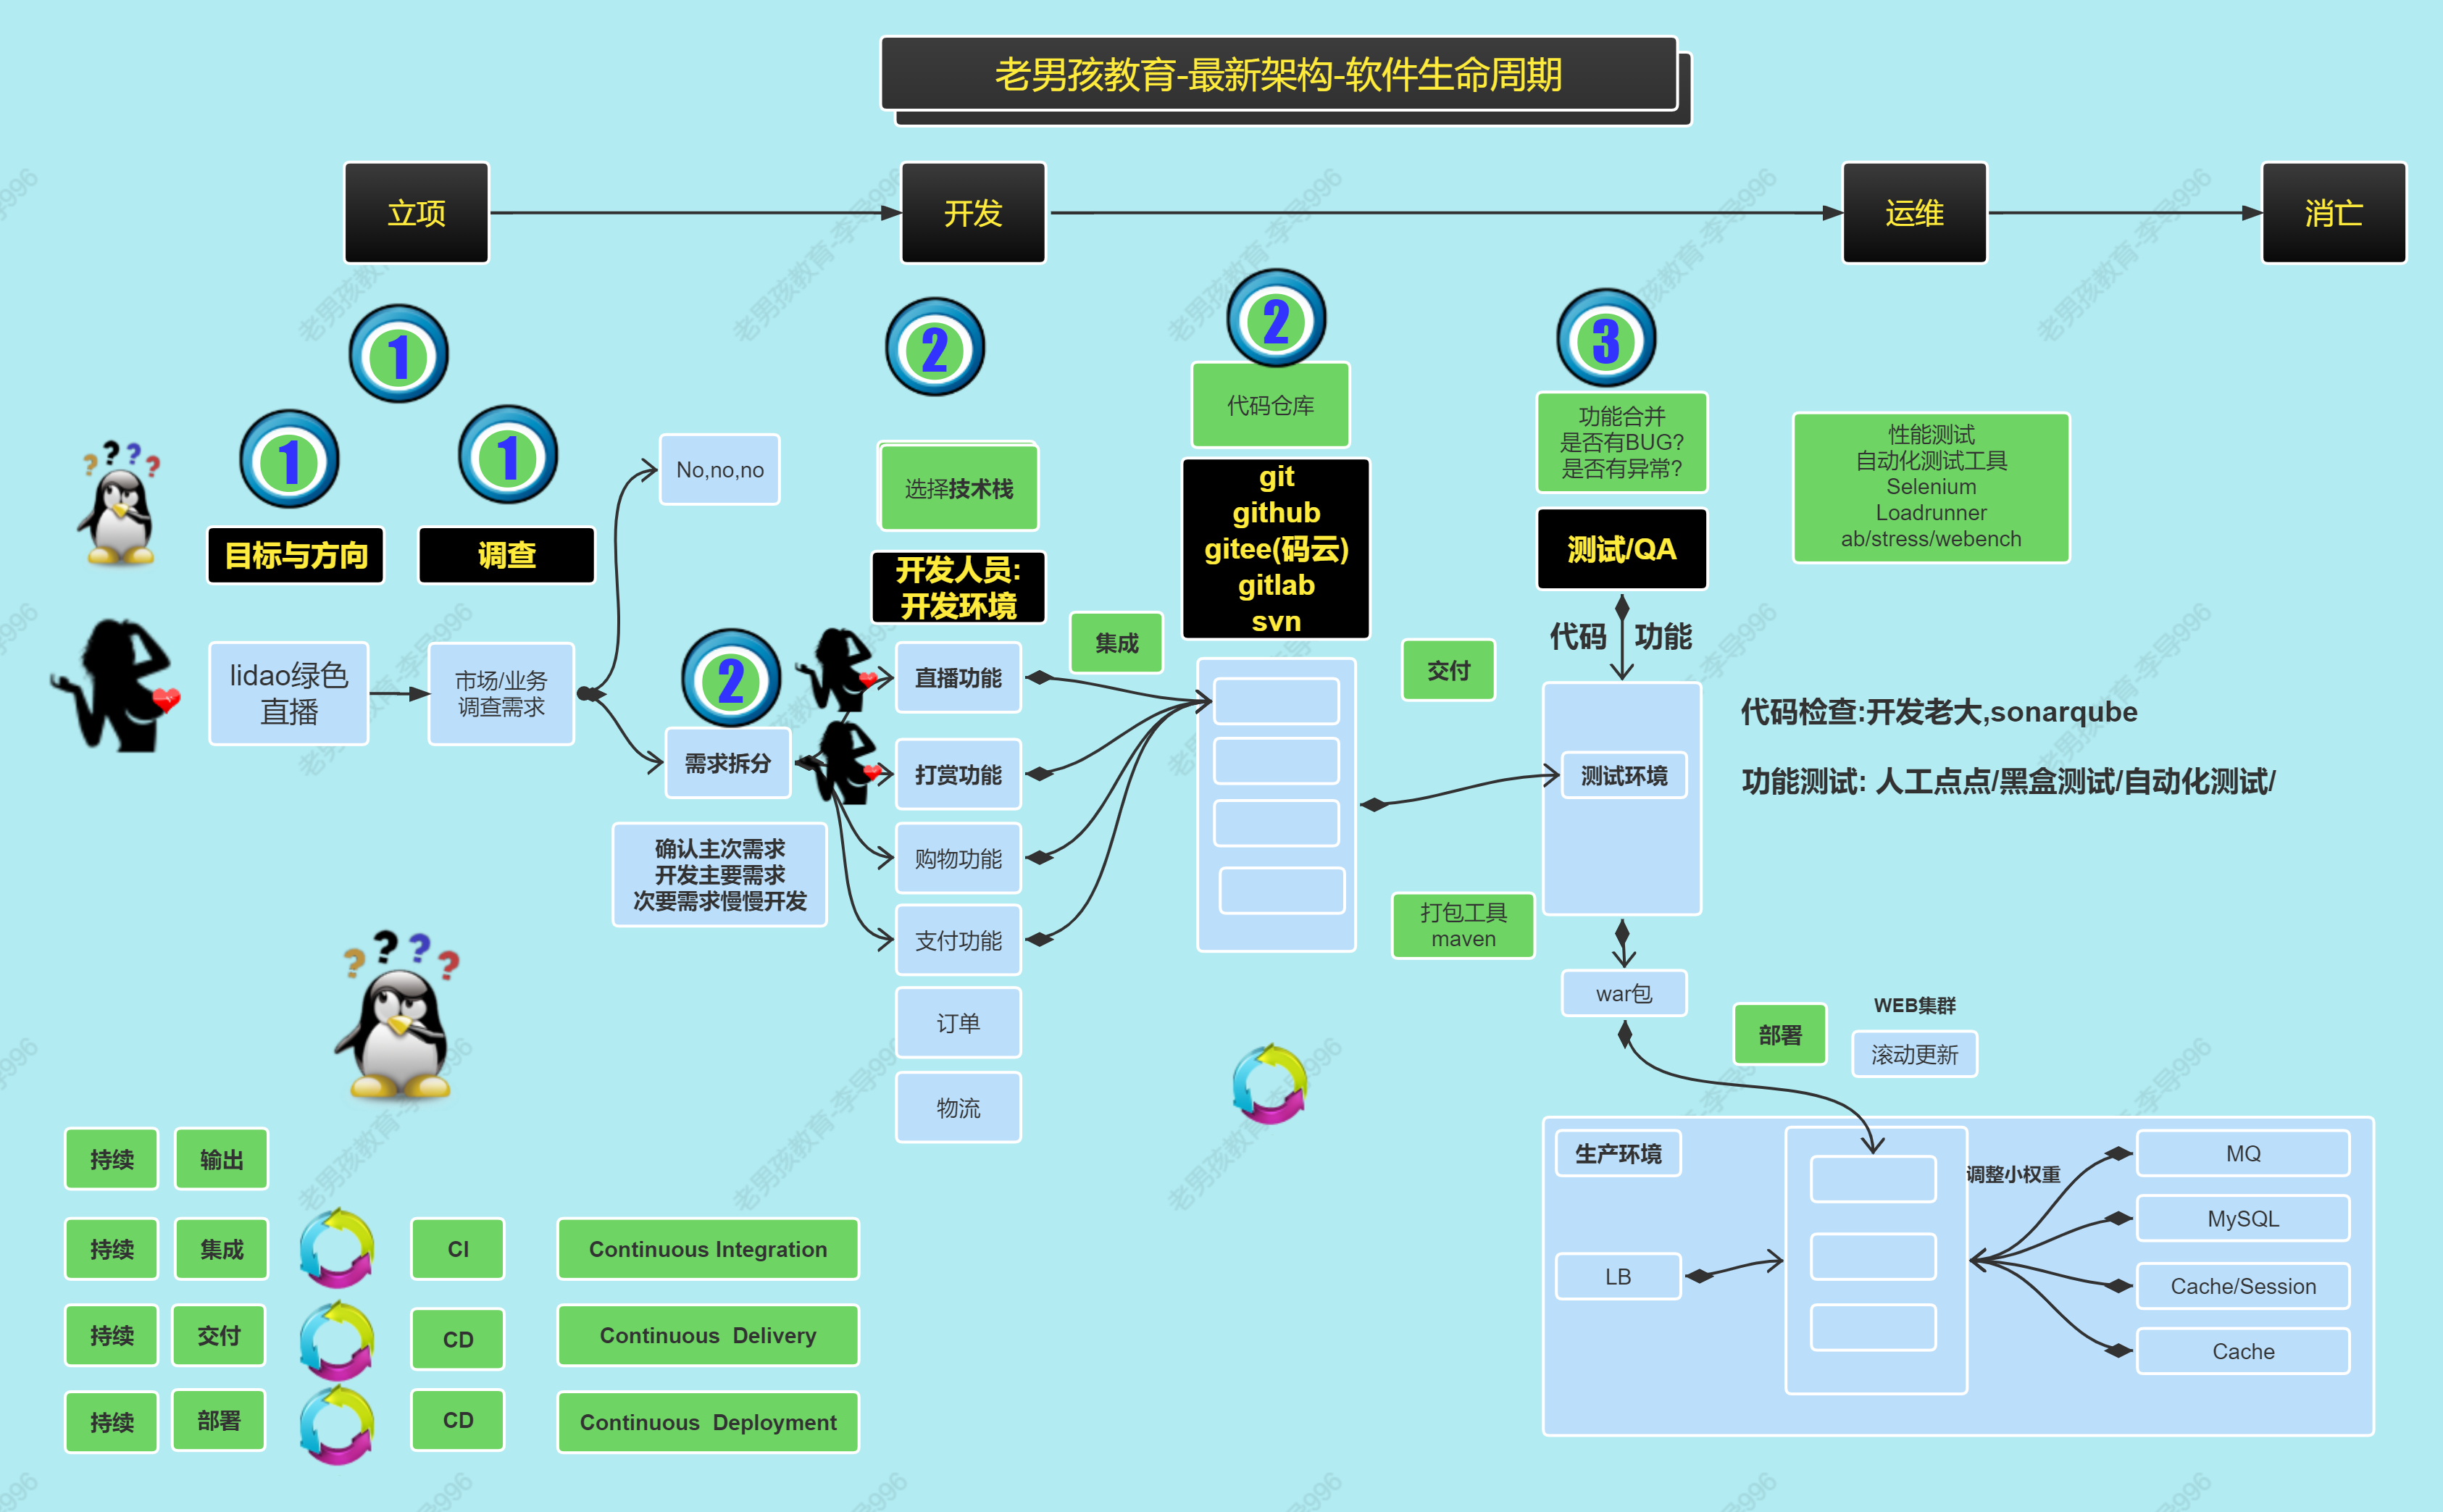 老男孩教育-最新架构-软件生命周期
立项
开发
运维
消亡
1
2
2
3
1
1
目标与方向
调查
lidao绿色
直播
市场/业务
调查需求
No,no,no
2
需求拆分
确认主次需求
开发主要需求
次要需求慢慢开发
选择技术栈
开发人员:
开发环境
直播功能
打赏功能
购物功能
支付功能
订单
物流
集成
代码仓库
git
github
gitee(码云)
gitlab
svn
交付
功能合并
是否有BUG?
是否有异常?
测试/QA
代码
功能
测试环境
性能测试
自动化测试工具
Selenium
Loadrunner
ab/stress/webench
代码检查:开发老大,sonarqube
功能测试: 人工点点/黑盒测试/自动化测试/
打包工具
maven
war包
部署
WEB集群
滚动更新
生产环境
LB
调整小权重
MQ
MySQL
Cache/Session
Cache
持续
输出
持续
集成
CI
Continuous Integration
持续
交付
CD
Continuous Delivery
持续
部署
CD
Continuous Deployment
老男孩教育-李导996